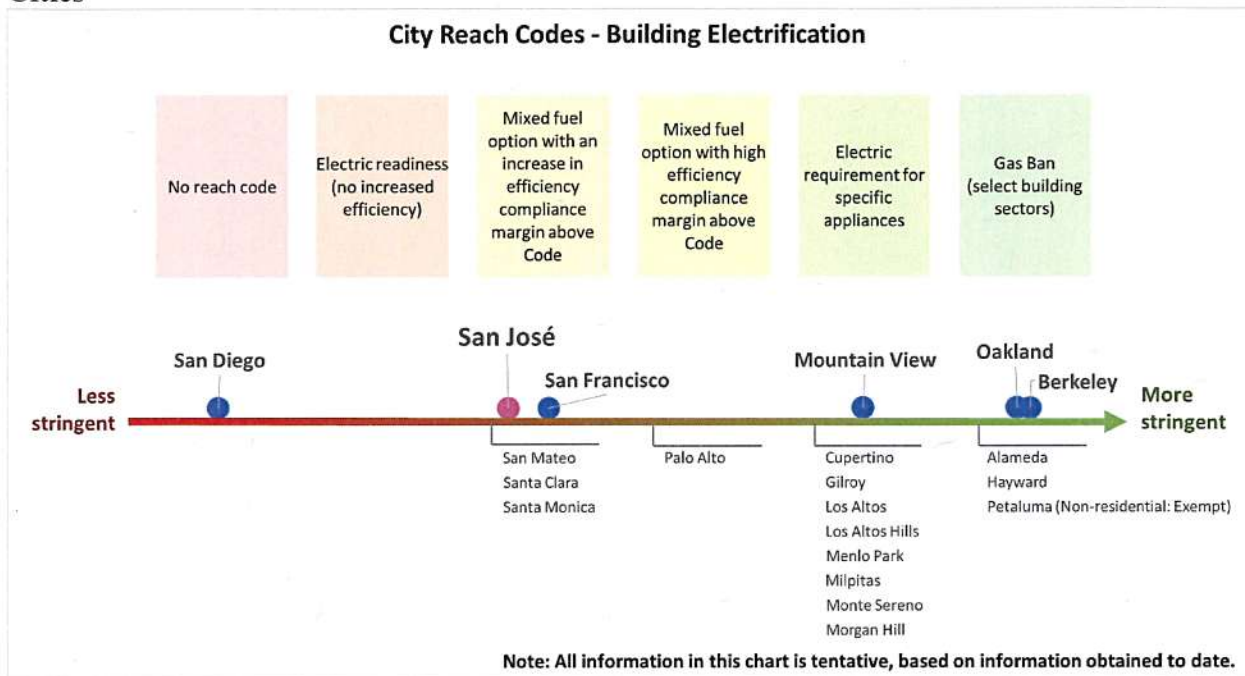 Cities
City Reach Codes - Building Electrification
No reach code
Electric readiness
(no increased
efficiency)
Mixed fuel
option with an
increase in
efficiency
compliance
margin above
Code
Mixed fuel
option with high
efficiency
compliance
margin above
Code
Electric
requirement for
specific
appliances
Gas Ban
(select building
sectors)
San Diego
San José
San Francisco
Mountain View
Oakland
Berkeley
Less
stringent
More
stringent
San Mateo
Santa Clara
Santa Monica
Palo Alto
Cupertino
Gilroy
Los Altos
Los Altos Hills
Menlo Park
Milpitas
Monte Sereno
Morgan Hill
Alameda
Hayward
Petaluma (Non-residential: Exempt)
Note: All information in this chart is tentative, based on information obtained to date.